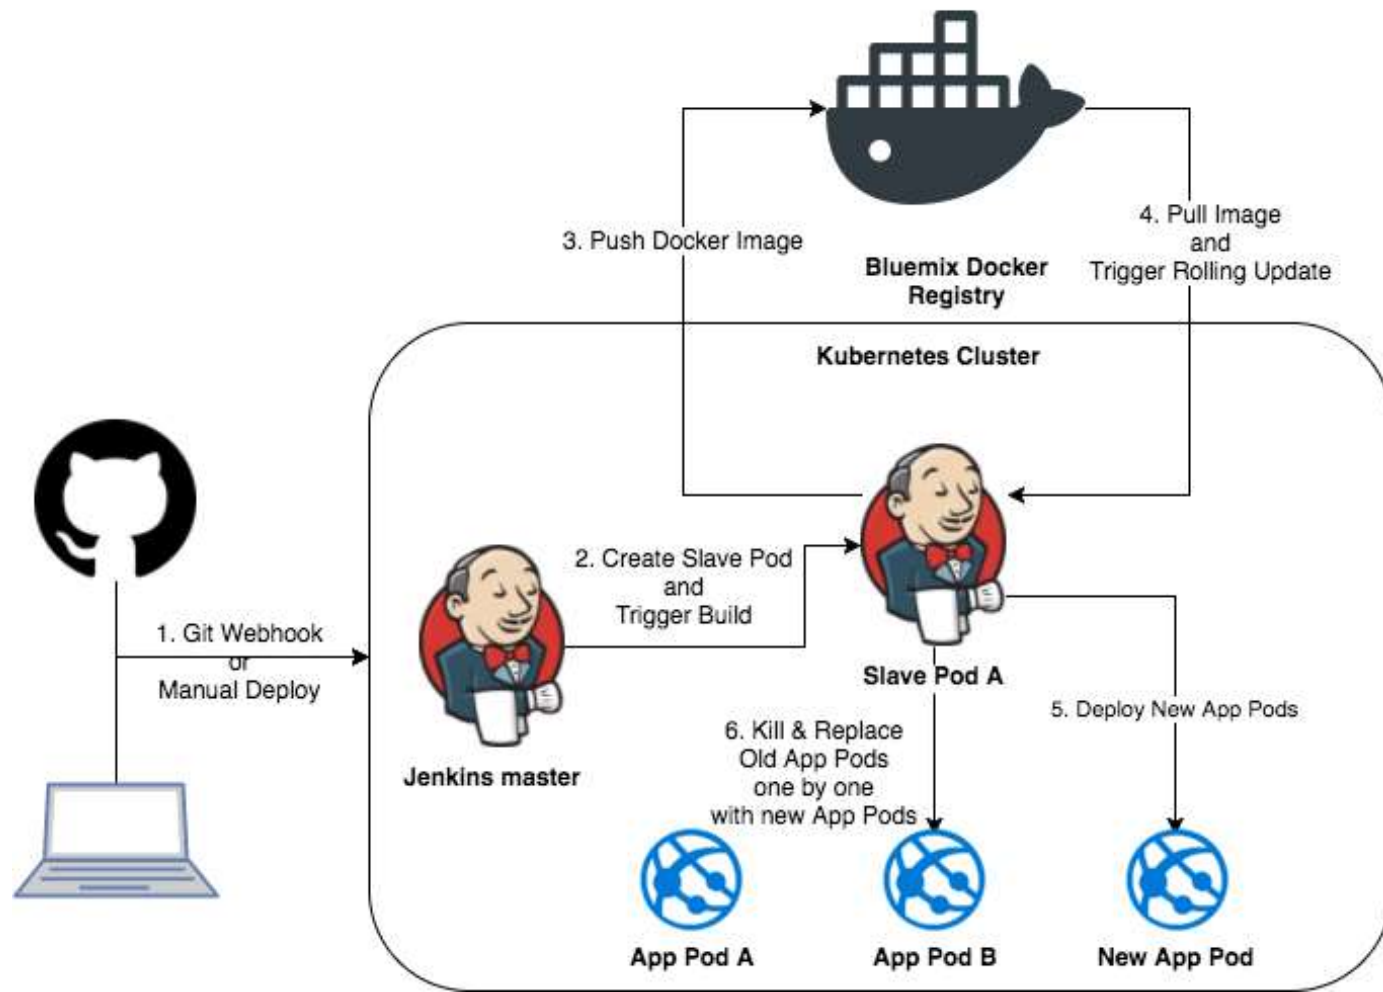 3. Push Docker Image
4. Pull Image
and
Trigger Rolling Update
Bluemix Docker
Registry
Kubernetes Cluster
1. Git Webhook
or
Manual Deploy
2. Create Slave Pod
and
Trigger Build
Jenkins master
Slave Pod A
5. Deploy New App Pods
6. Kill & Replace
Old App Pods
one by one
with new App Pods
App Pod A
App Pod B
New App Pod